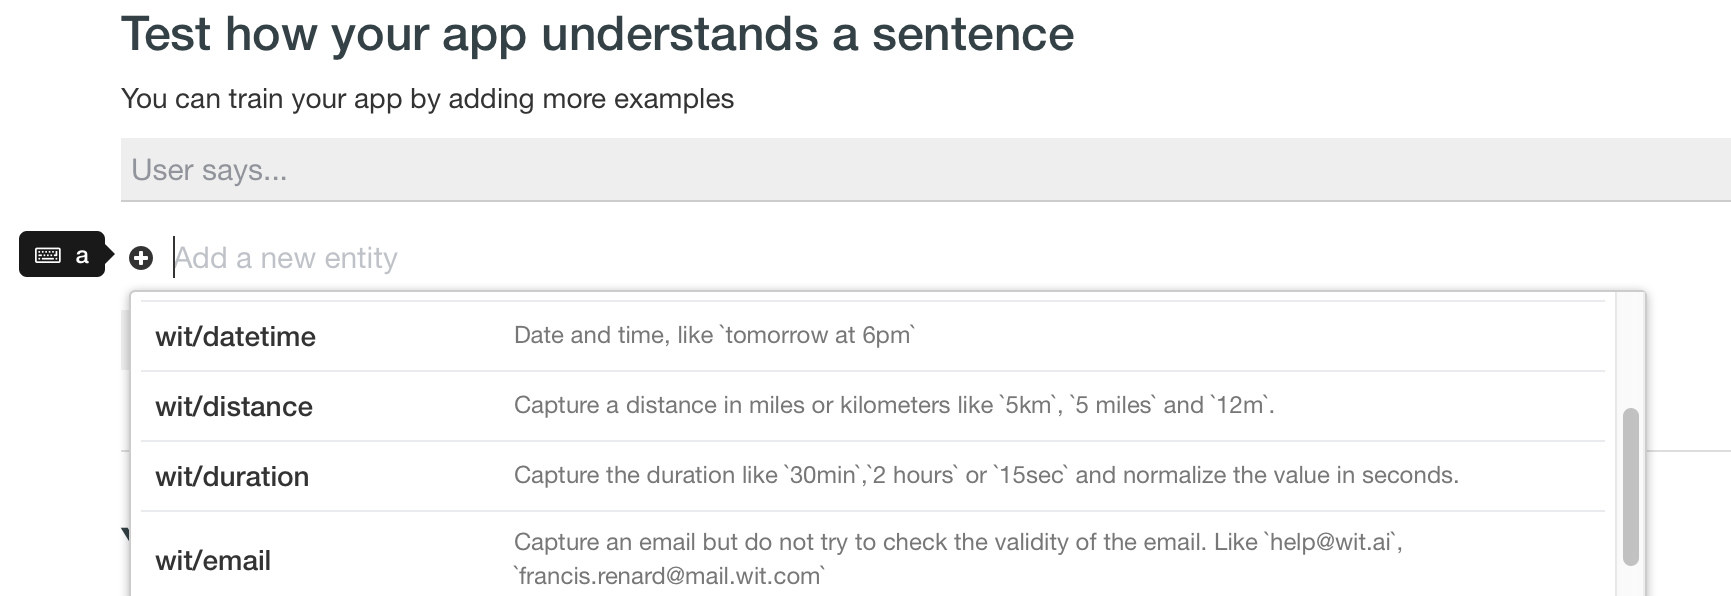 Test how your app understands a sentence
You can train your app by adding more examples
User says...
a
Add a new entity
wit/datetime Date and time, like `tomorrow at 6pm`
wit/distance Capture a distance in miles or kilometers like `5km`, `5 miles` and `12m`.
wit/duration Capture the duration like `30min`,`2 hours` or `15sec` and normalize the value in seconds.
wit/email Capture an email but do not try to check the validity of the email. Like `help@wit.ai`,
`francis.renard@mail.wit.com`